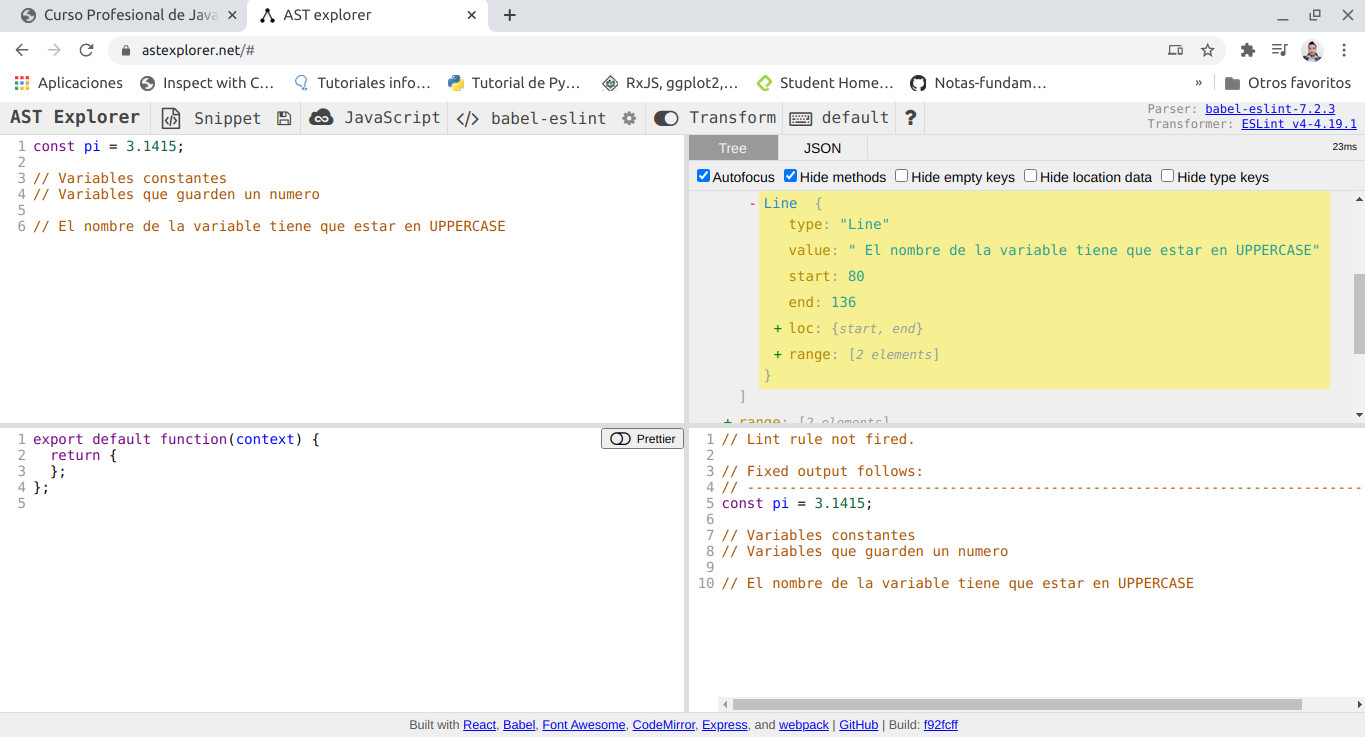 Curso Profesional de Java
AST explorer
astexplorer.net/#
Aplicaciones
Inspect with C...
Tutoriales info...
Tutorial de Py...
RxJS, ggplot2,...
Student Home...
Notas-fundam...
»
Otros favoritos
AST Explorer
Snippet
JavaScript
</> babel-eslint
Transform
default
?
Parser: babel-eslint-7.2.3
Transformer: ESLint v4-4.19.1
1 const pi = 3.1415;
2
3 // Variables constantes
4 // Variables que guarden un numero
5
6 // El nombre de la variable tiene que estar en UPPERCASE
Tree
JSON
23ms
Autofocus
Hide methods
Hide empty keys
Hide location data
Hide type keys
- Line {
type: "Line"
value: " El nombre de la variable tiene que estar en UPPERCASE"
start: 80
end: 136
+ loc: {start, end}
+ range: [2 elements]
}
]
+ range: [2 elements]
1 export default function(context) {
2 return {
3 };
4 };
5
Prettier
1 // Lint rule not fired.
2
3 // Fixed output follows:
4 // -------------------------------------------------------------------------
5 const pi = 3.1415;
6
7 // Variables constantes
8 // Variables que guarden un numero
9
10 // El nombre de la variable tiene que estar en UPPERCASE
Built with React, Babel, Font Awesome, CodeMirror, Express, and webpack | GitHub | Build: f92fcff